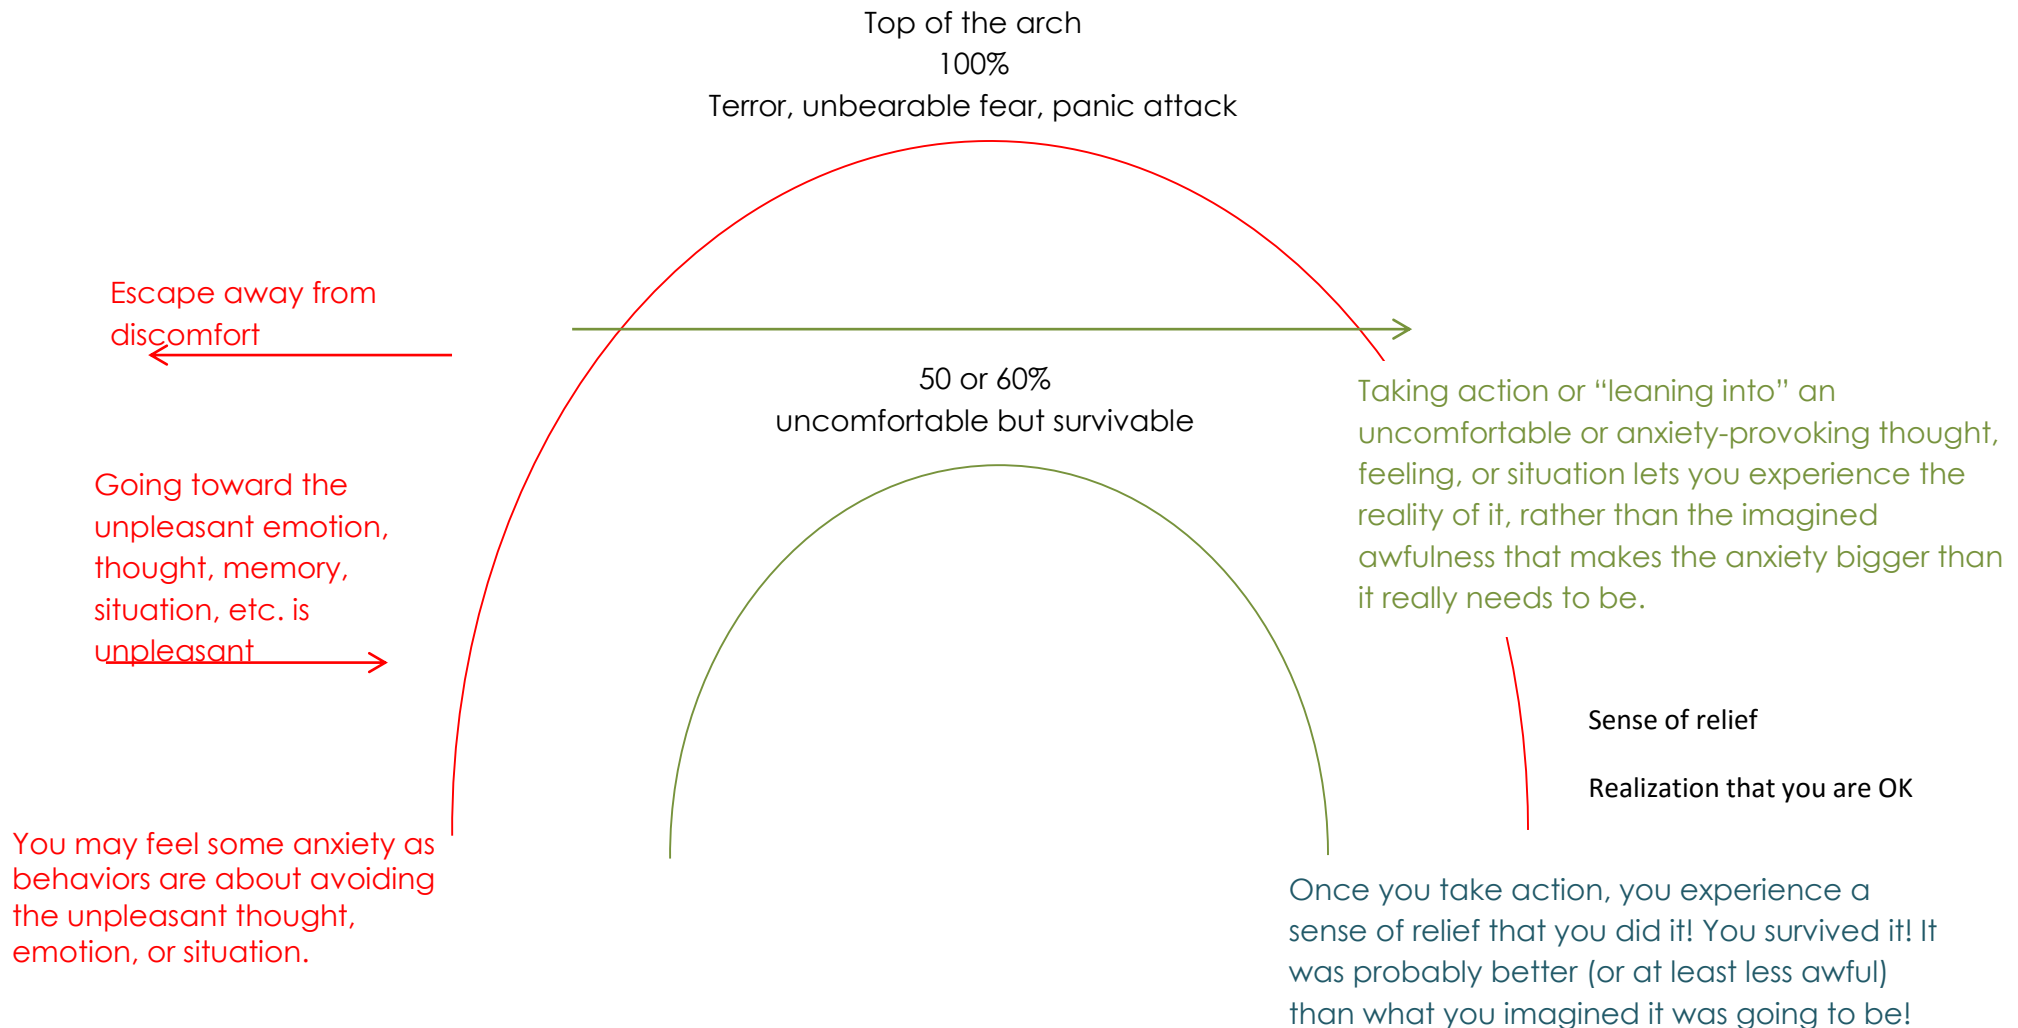 Top of the arch
100%
Terror, unbearable fear, panic attack
Escape away from
discomfort
50 or 60%
uncomfortable but survivable
Going toward the
unpleasant emotion,
thought, memory,
situation, etc. is
unpleasant
Taking action or “leaning into” an
uncomfortable or anxiety-provoking thought,
feeling, or situation lets you experience the
reality of it, rather than the imagined
awfulness that makes the anxiety bigger than
it really needs to be.
Sense of relief
Realization that you are OK
You may feel some anxiety as
behaviors are about avoiding
the unpleasant thought,
emotion, or situation.
Once you take action, you experience a
sense of relief that you did it! You survived it! It
was probably better (or at least less awful)
than what you imagined it was going to be!